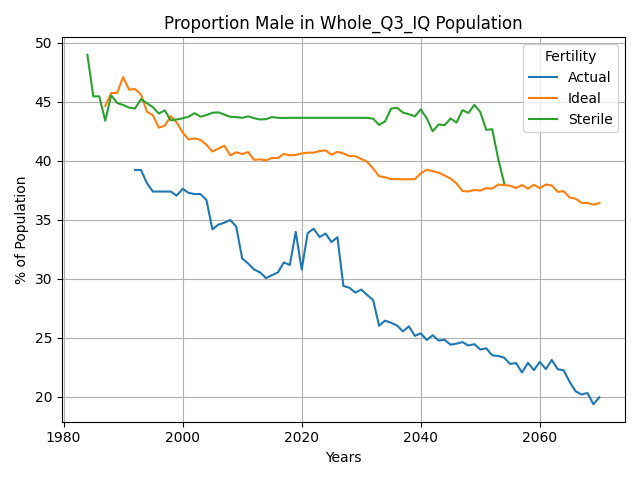 Proportion Male in Whole_Q3_IQ Population
% of Population
50
45
40
35
30
25
20
Fertility
Actual
Ideal
Sterile
1980
2000
2020
2040
2060
Years